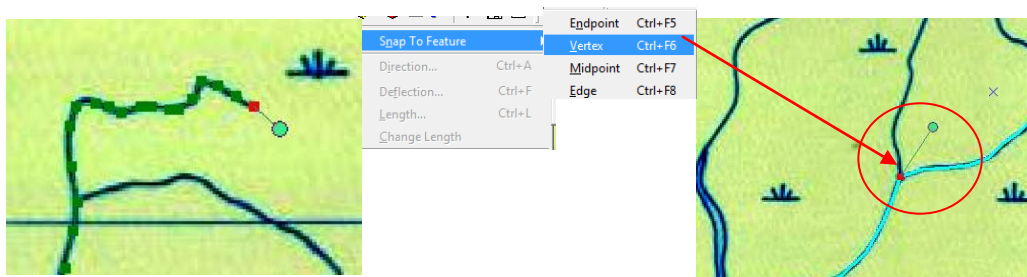 Snap To Feature
Direction... Ctrl+A
Deflection... Ctrl+F
Length... Ctrl+L
Change Length
Endpoint Ctrl+F5
Vertex Ctrl+F6
Midpoint Ctrl+F7
Edge Ctrl+F8